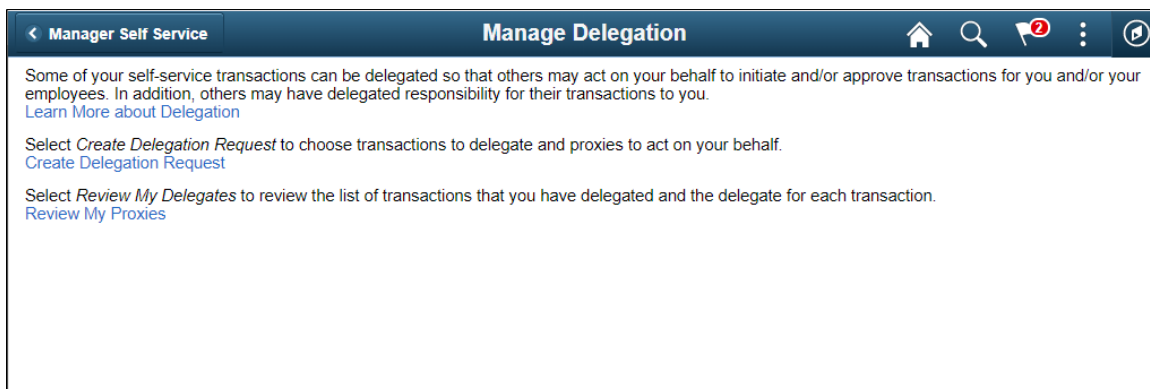 Manager Self Service
Manage Delegation
2
Some of your self-service transactions can be delegated so that others may act on your behalf to initiate and/or approve transactions for you and/or your
employees. In addition, others may have delegated responsibility for their transactions to you.
Learn More about Delegation
Select Create Delegation Request to choose transactions to delegate and proxies to act on your behalf.
Create Delegation Request
Select Review My Delegates to review the list of transactions that you have delegated and the delegate for each transaction.
Review My Proxies